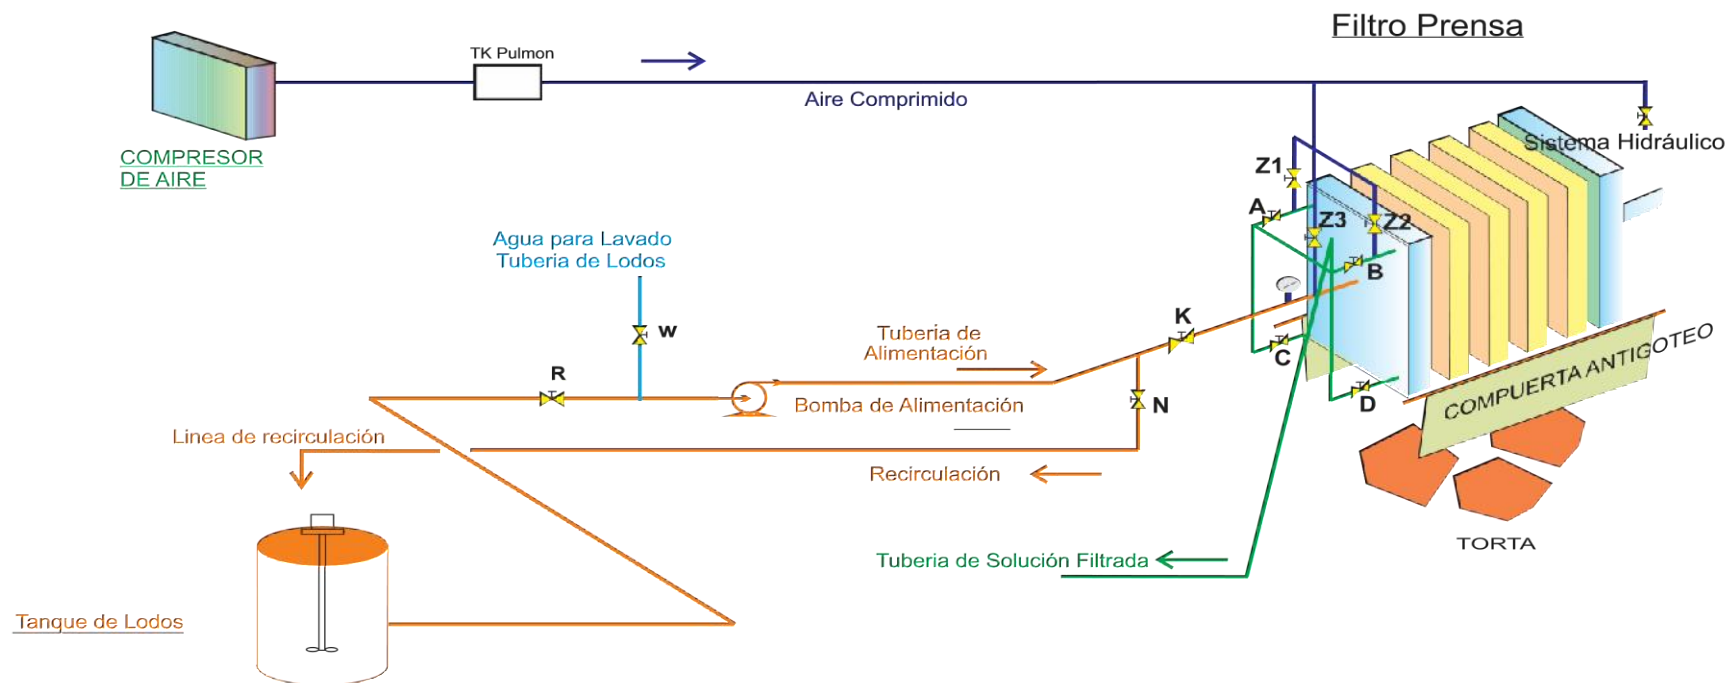 Filtro Prensa
TK Pulmon
Aire Comprimido
COMPRESOR
DE AIRE
Sistema Hidráulico
Z1
A
Z3
Z2
B
Agua para Lavado
Tuberia de Lodos
w
K
Tuberia de
Alimentación
C
R
N
D
Bomba de Alimentación
COMPUERTA ANTIGOTEO
Linea de recirculación
Recirculación
TORTA
Tuberia de Solución Filtrada
Tanque de Lodos